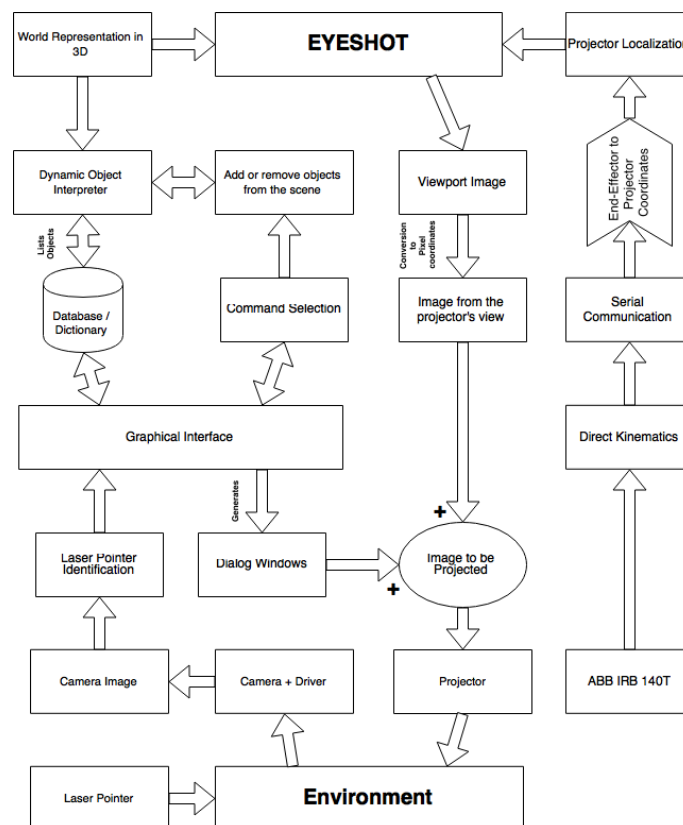 World Representation in
3D
EYESHOT
Projector Localization
Dynamic Object
Interpreter
Add or remove objects
from the scene
Viewport Image
End-Effector to
Projector
Coordinates
Lists
Objects
Conversion
to
Pixel
coordinates
Database /
Dictionary
Command Selection
Image from the
projector's view
Serial
Communication
Graphical Interface
Direct Kinematics
Generates
+
Laser Pointer
Identification
Dialog Windows
+
Image to be
Projected
Camera Image
Camera + Driver
Projector
ABB IRB 140T
Laser Pointer
Environment